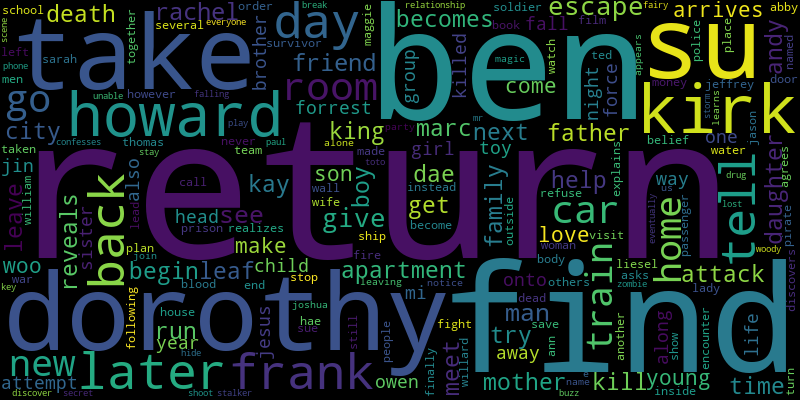 school
death
rachel
day
escape
arrives
abby
scene
several
everyone
order
relationship
soldier
fairy
break
becomes
book
fall
film
su
andy
door
take
together
brother
maggie
ben
police
place
left
phone
men
sarah
survivor
friend
group
killed
watch
appears
ted
room
magic
come
night
force
money
jeffrey
named
unable
however
falling
forrest
go
howard
kirk
storm
learns
city
thomas
play
never
king
marc
mr
next
father
one
jason
confesses
paul
party
girl
toy
belief
water
taken
stay
team
alone
made
toto
explains
drug
agrees
jin
william
also
return
son
boy
dae
instead
family
help
way
us
tell
daughter
leave
reveals
sister
back
lead
call
kay
wall
wife
get
become
outside
refuse
car
home
passenger
lost
pirate
head
see
give
love
visit
woman
eventually
prison
realizes
ship
plan
make
fire
woo
join
begin
leaf
child
apartment
onto
body
train
liesel
woody
war
blood
end
stop
leaving
mi
notice
others
asks
zombie
attack
discovers
key
dorothy
find
following
house
joshua
hae
sue
still
people
fight
dead
man
save
another
lady
life
run
year
jesus
try
ann
along
show
encounter
new
later
hide
frank
finally
meet
willard
away
name
e
attempt
owen
mother
kill
young
inside
time
turn
discover
secret
shoot
stalker
buzz